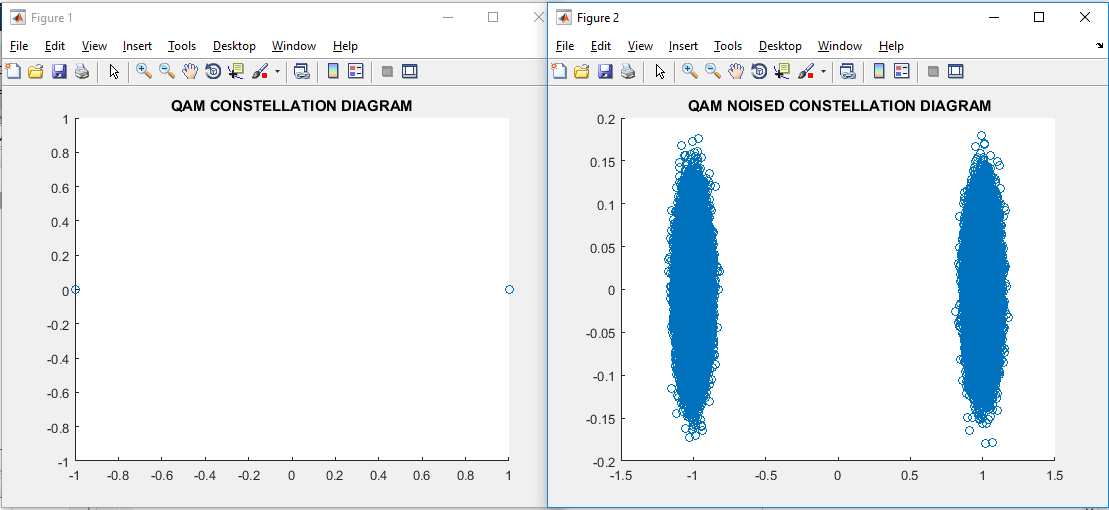 Figure 1
File Edit View Insert Tools Desktop Window Help
QAM CONSTELLATION DIAGRAM
1
0.8
0.6
0.4
0.2
0
-0.2
-0.4
-0.6
-0.8
-1
-1 -0.8 -0.6 -0.4 -0.2 0 0.2 0.4 0.6 0.8 1
Figure 2
File Edit View Insert Tools Desktop Window Help
QAM NOISED CONSTELLATION DIAGRAM
0.2
0.15
0.1
0.05
0
-0.05
-0.1
-0.15
-0.2
-1.5 -1 -0.5 0 0.5 1 1.5